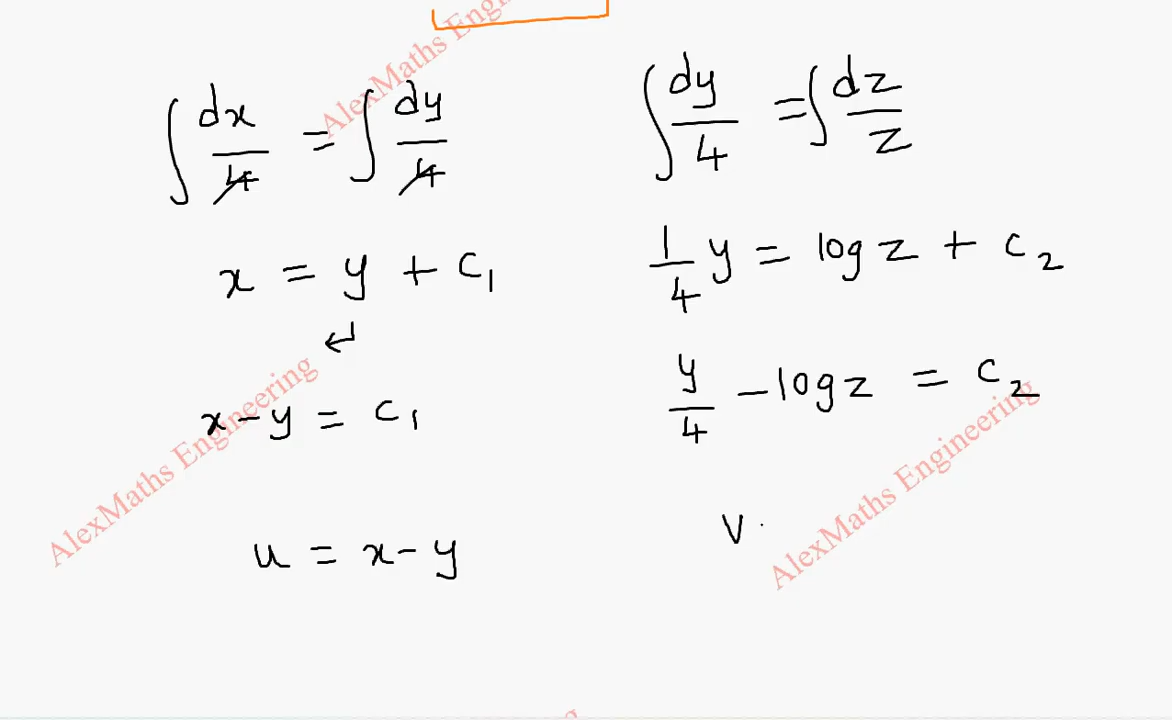 ∫ dx/4 = ∫ dy/4
x = y + c₁
↵
x - y = c₁
u = x - y
∫ dy/4 = ∫ dz/z
1/4 y = log z + c₂
y/4 - log z = c₂
v
AlexMaths Engineering
AlexMaths Engineering
AlexMaths Engineering